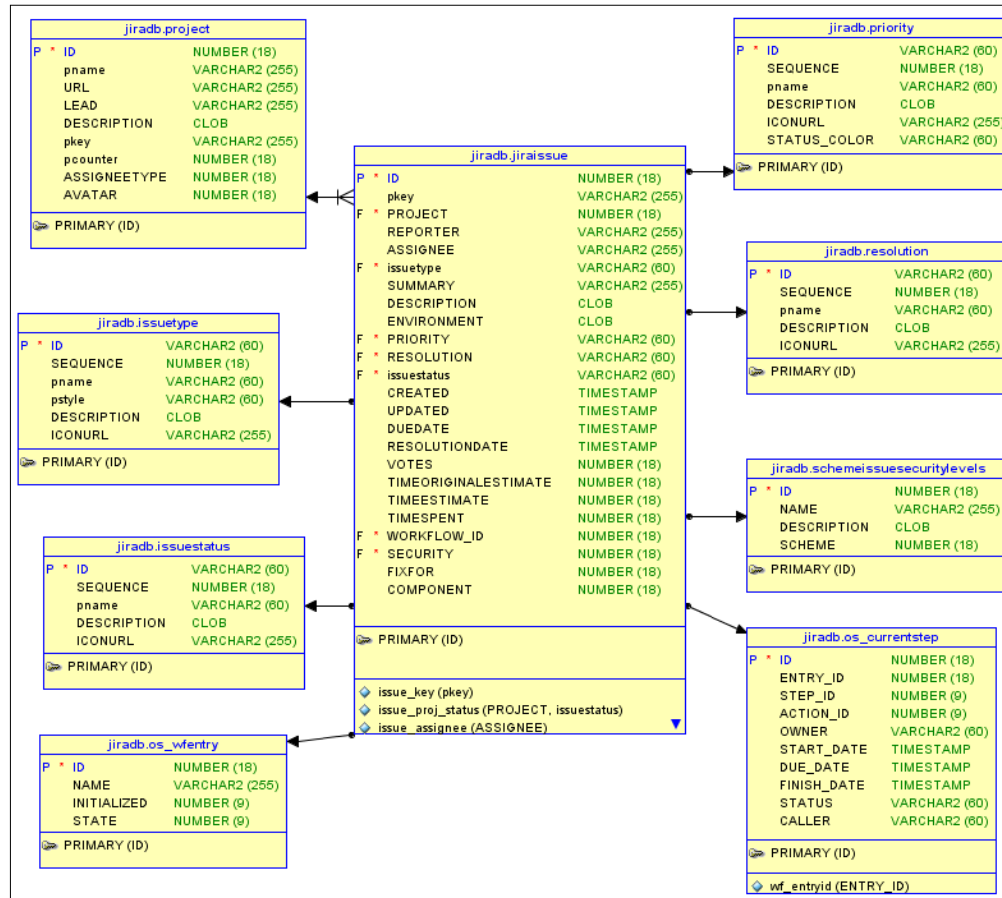 jiradb.project
P * ID NUMBER (18)
pname VARCHAR2 (255)
URL VARCHAR2 (255)
LEAD VARCHAR2 (255)
DESCRIPTION CLOB
pkey VARCHAR2 (255)
pcounter NUMBER (18)
ASSIGNEETYPE NUMBER (18)
AVATAR NUMBER (18)
PRIMARY (ID)
jiradb.issuetype
P * ID VARCHAR2 (60)
SEQUENCE NUMBER (18)
pname VARCHAR2 (60)
pstyle VARCHAR2 (60)
DESCRIPTION CLOB
ICONURL VARCHAR2 (255)
PRIMARY (ID)
jiradb.issuestatus
P * ID VARCHAR2 (60)
SEQUENCE NUMBER (18)
pname VARCHAR2 (60)
DESCRIPTION CLOB
ICONURL VARCHAR2 (255)
PRIMARY (ID)
jiradb.os_wfentry
P * ID NUMBER (18)
NAME VARCHAR2 (255)
INITIALIZED NUMBER (9)
STATE NUMBER (9)
PRIMARY (ID)
jiradb.jiraissue
P * ID NUMBER (18)
pkey VARCHAR2 (255)
F * PROJECT NUMBER (18)
REPORTER VARCHAR2 (255)
ASSIGNEE VARCHAR2 (255)
F * issuetype VARCHAR2 (60)
SUMMARY VARCHAR2 (255)
DESCRIPTION CLOB
ENVIRONMENT CLOB
F * PRIORITY VARCHAR2 (60)
F * RESOLUTION VARCHAR2 (60)
F * issuestatus VARCHAR2 (60)
CREATED TIMESTAMP
UPDATED TIMESTAMP
DUEDATE TIMESTAMP
RESOLUTIONDATE TIMESTAMP
VOTES NUMBER (18)
TIMEORIGINALESTIMATE NUMBER (18)
TIMEESTIMATE NUMBER (18)
TIMESPENT NUMBER (18)
F * WORKFLOW_ID NUMBER (18)
F * SECURITY NUMBER (18)
FIXFOR NUMBER (18)
COMPONENT NUMBER (18)
PRIMARY (ID)
issue_key (pkey)
issue_proj_status (PROJECT, issuestatus)
issue_assignee (ASSIGNEE)
jiradb.priority
P * ID VARCHAR2 (60)
SEQUENCE NUMBER (18)
pname VARCHAR2 (60)
DESCRIPTION CLOB
ICONURL VARCHAR2 (255)
STATUS_COLOR VARCHAR2 (60)
PRIMARY (ID)
jiradb.resolution
P * ID VARCHAR2 (60)
SEQUENCE NUMBER (18)
pname VARCHAR2 (60)
DESCRIPTION CLOB
ICONURL VARCHAR2 (255)
PRIMARY (ID)
jiradb.schemeissuesecuritylevels
P * ID NUMBER (18)
NAME VARCHAR2 (255)
DESCRIPTION CLOB
SCHEME NUMBER (18)
PRIMARY (ID)
jiradb.os_currentstep
P * ID NUMBER (18)
ENTRY_ID NUMBER (18)
STEP_ID NUMBER (9)
ACTION_ID NUMBER (9)
OWNER VARCHAR2 (60)
START_DATE TIMESTAMP
DUE_DATE TIMESTAMP
FINISH_DATE TIMESTAMP
STATUS VARCHAR2 (60)
CALLER VARCHAR2 (60)
PRIMARY (ID)
wf_entryid (ENTRY_ID)